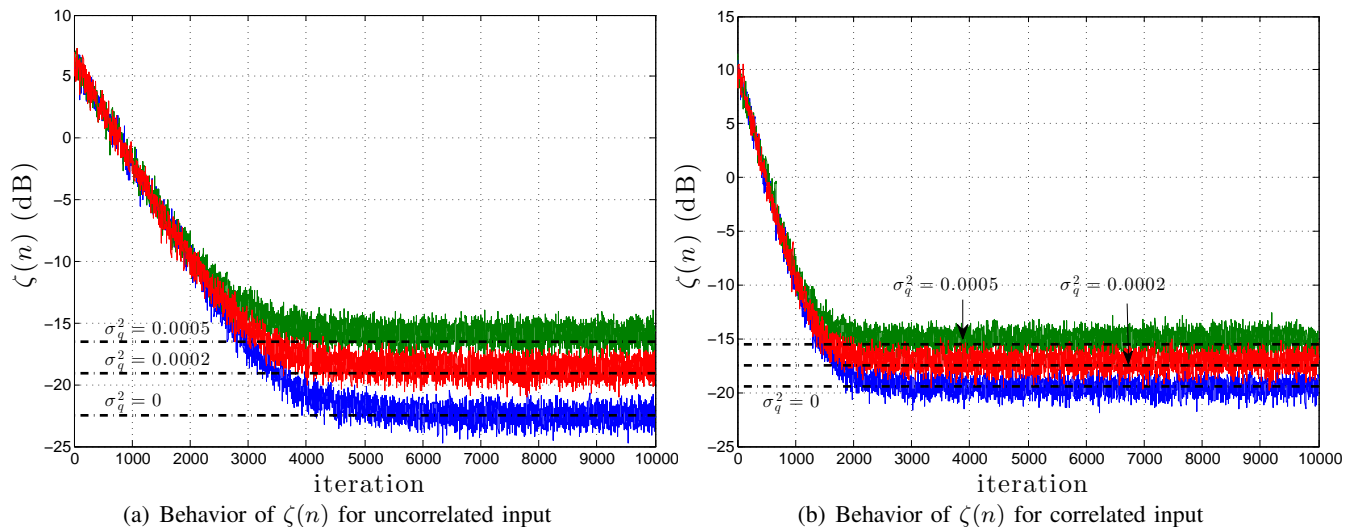 10
5
0
−5
−10
−15
−20
−25
ζ(n) (dB)
σ_q^2 = 0.0005
σ_q^2 = 0.0002
σ_q^2 = 0
0 1000 2000 3000 4000 5000 6000 7000 8000 9000 10000
iteration
(a) Behavior of ζ(n) for uncorrelated input
15
10
5
0
−5
−10
−15
−20
−25
ζ(n) (dB)
σ_q^2 = 0.0005 σ_q^2 = 0.0002
σ_q^2 = 0
0 1000 2000 3000 4000 5000 6000 7000 8000 9000 10000
iteration
(b) Behavior of ζ(n) for correlated input